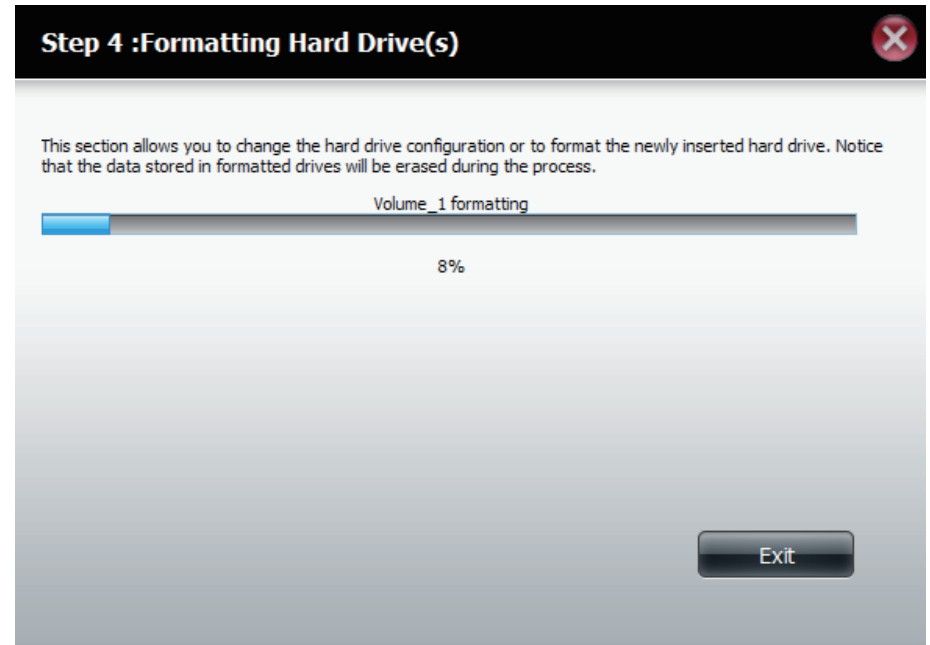 Step 4 :Formatting Hard Drive(s)
This section allows you to change the hard drive configuration or to format the newly inserted hard drive. Notice
that the data stored in formatted drives will be erased during the process.
Volume_1 formatting
8%
Exit